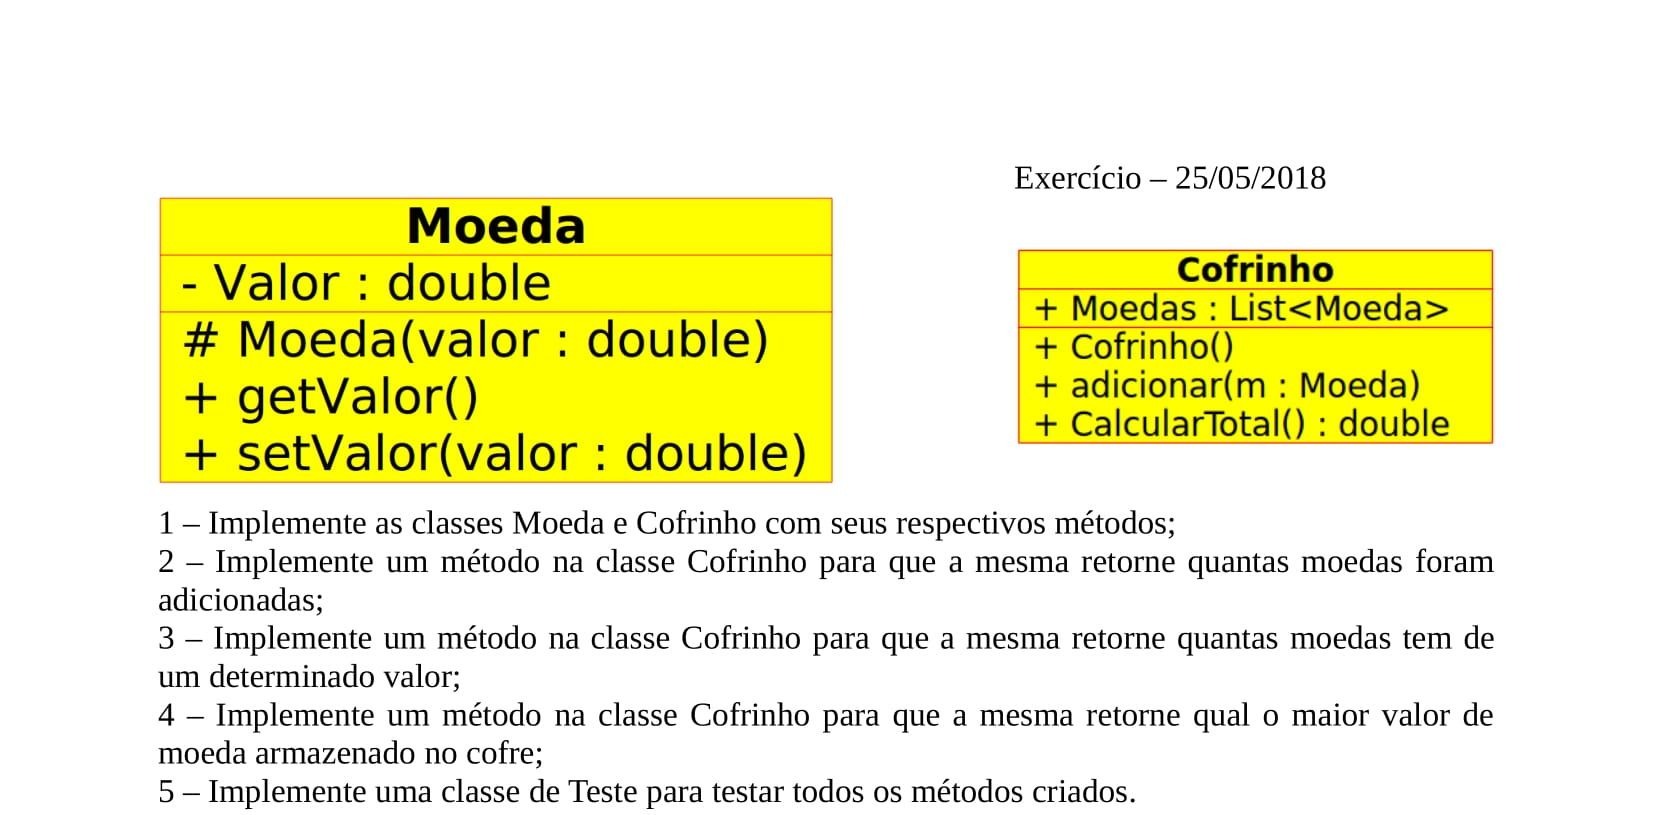 Exercício – 25/05/2018
Moeda
- Valor : double
# Moeda(valor : double)
+ getValor()
+ setValor(valor : double)
Cofrinho
+ Moedas : List<Moeda>
+ Cofrinho()
+ adicionar(m : Moeda)
+ CalcularTotal() : double
1 – Implemente as classes Moeda e Cofrinho com seus respectivos métodos;
2 – Implemente um método na classe Cofrinho para que a mesma retorne quantas moedas foram
adicionadas;
3 – Implemente um método na classe Cofrinho para que a mesma retorne quantas moedas tem de
um determinado valor;
4 – Implemente um método na classe Cofrinho para que a mesma retorne qual o maior valor de
moeda armazenado no cofre;
5 – Implemente uma classe de Teste para testar todos os métodos criados.